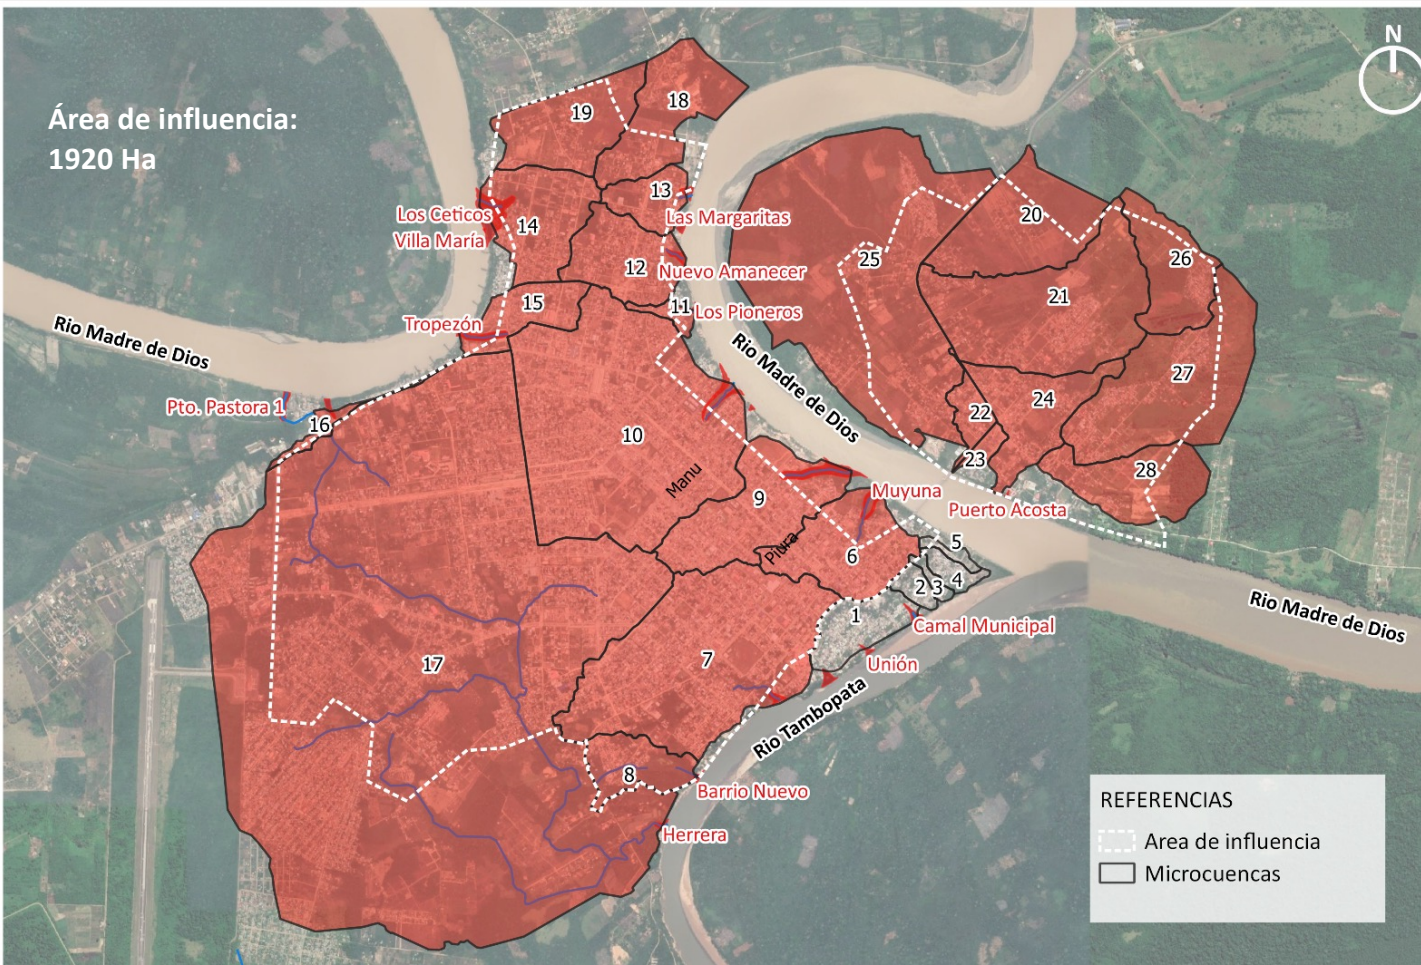 N
Área de influencia:
1920 Ha
19
18
13
14
Los Ceticos
Villa María
Las Margaritas
12
Nuevo Amanecer
15
11
Los Pioneros
Tropezón
Rio Madre de Dios
Rio Madre de Dios
20
25
26
21
27
24
22
23
28
Pto. Pastora 1
16
10
Manu
9
Muyuna
Puerto Acosta
Piura
6
5
4
3
2
1
Camal Municipal
Rio Madre de Dios
17
7
Unión
Rio Tambopata
8
Barrio Nuevo
Herrera
REFERENCIAS
Area de influencia
Microcuencas